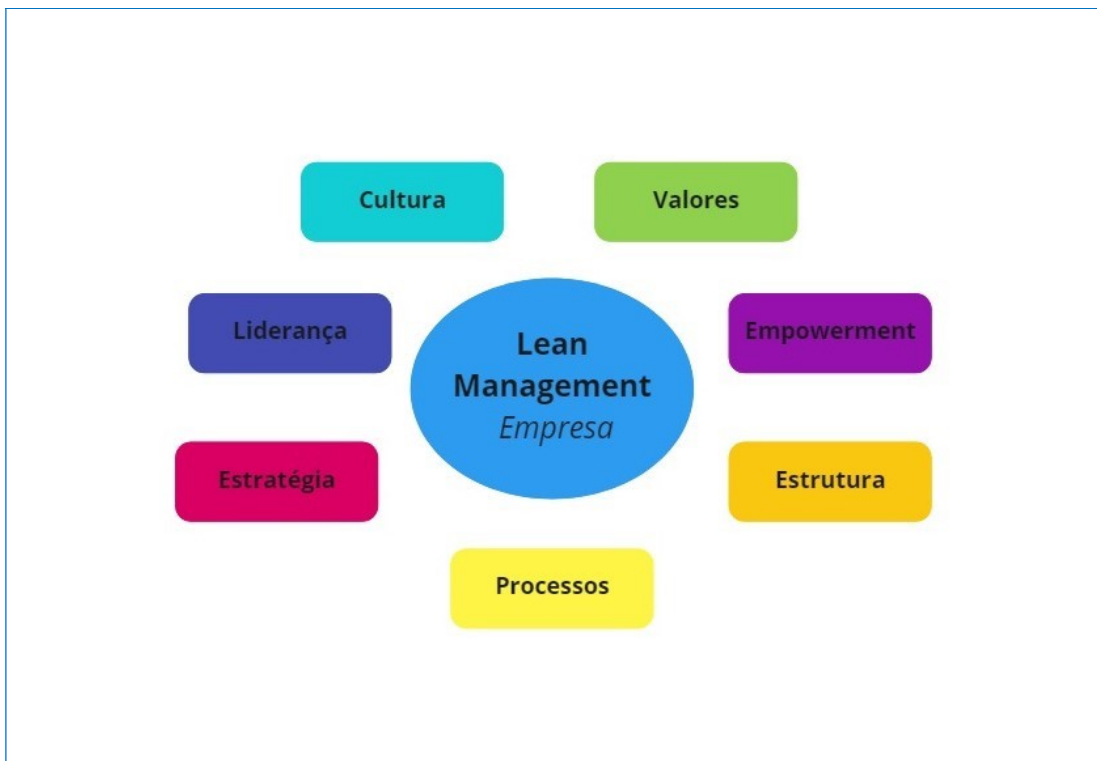 Cultura
Valores
Liderança
Lean
Management
Empresa
Empowerment
Estratégia
Estrutura
Processos